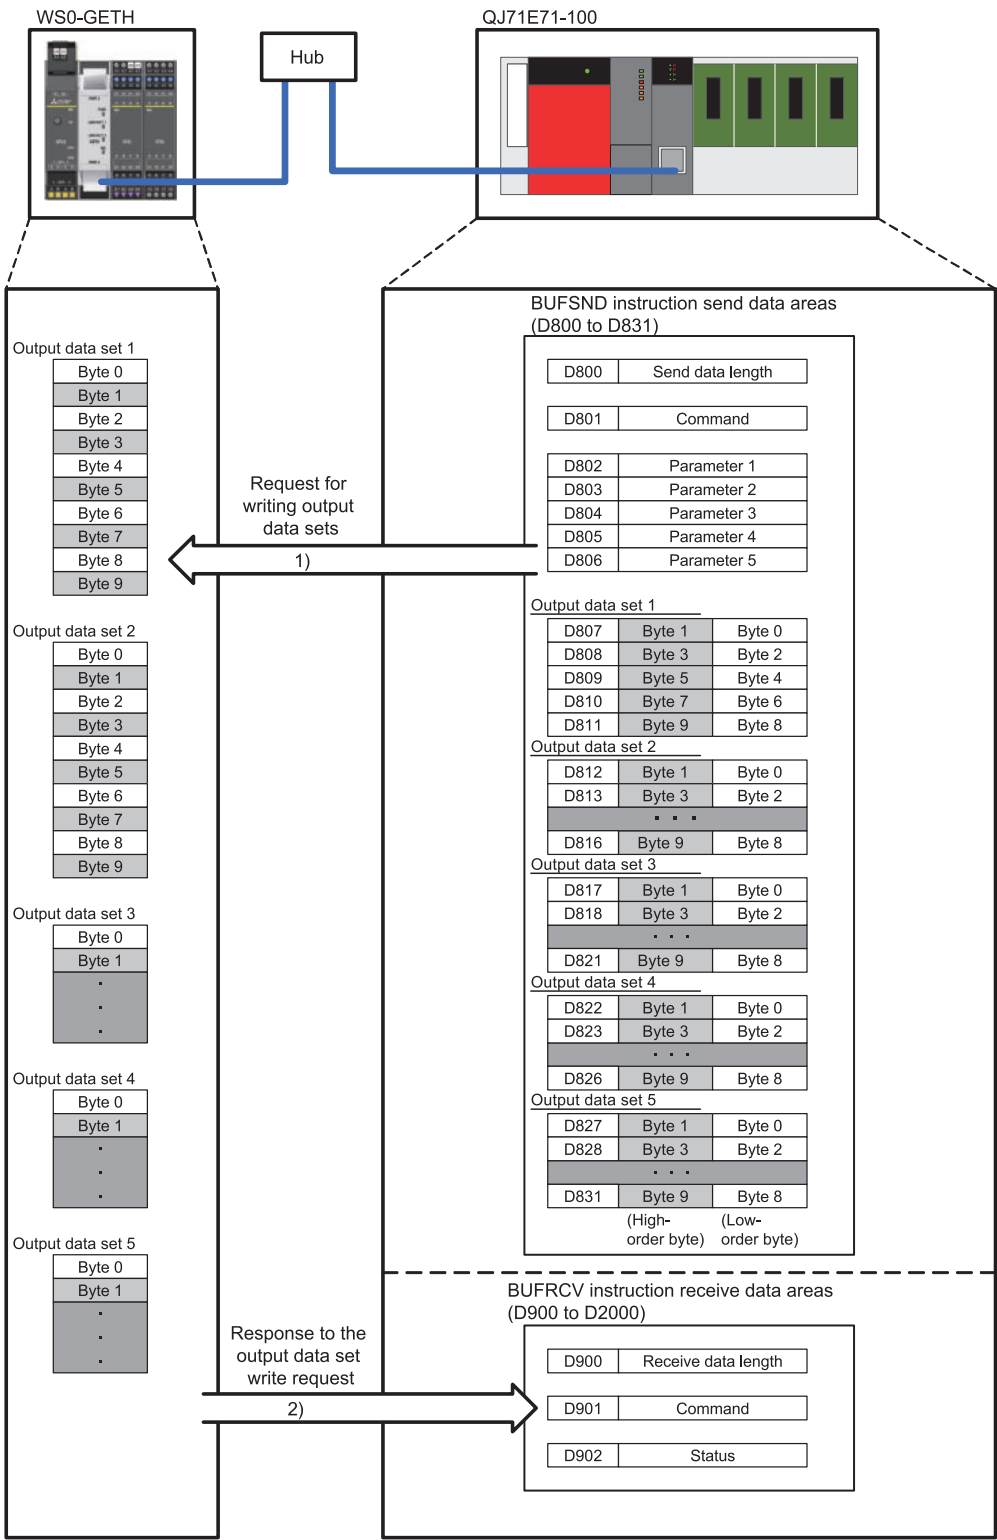 WS0-GETH
QJ71E71-100
Hub
BUFSND instruction send data areas
(D800 to D831)
Output data set 1
Byte 0
Byte 1
Byte 2
Byte 3
Byte 4
Byte 5
Byte 6
Byte 7
Byte 8
Byte 9
Output data set 2
Byte 0
Byte 1
Byte 2
Byte 3
Byte 4
Byte 5
Byte 6
Byte 7
Byte 8
Byte 9
Output data set 3
Byte 0
Byte 1
Output data set 4
Byte 0
Byte 1
Output data set 5
Byte 0
Byte 1
Request for
writing output
data sets
1)
D800 Send data length
D801 Command
D802 Parameter 1
D803 Parameter 2
D804 Parameter 3
D805 Parameter 4
D806 Parameter 5
Output data set 1
D807 Byte 1 Byte 0
D808 Byte 3 Byte 2
D809 Byte 5 Byte 4
D810 Byte 7 Byte 6
D811 Byte 9 Byte 8
Output data set 2
D812 Byte 1 Byte 0
D813 Byte 3 Byte 2
D816 Byte 9 Byte 8
Output data set 3
D817 Byte 1 Byte 0
D818 Byte 3 Byte 2
D821 Byte 9 Byte 8
Output data set 4
D822 Byte 1 Byte 0
D823 Byte 3 Byte 2
D826 Byte 9 Byte 8
Output data set 5
D827 Byte 1 Byte 0
D828 Byte 3 Byte 2
D831 Byte 9 Byte 8
(High-
order byte)
(Low-
order byte)
Response to the
output data set
write request
2)
BUFRCV instruction receive data areas
(D900 to D2000)
D900 Receive data length
D901 Command
D902 Status